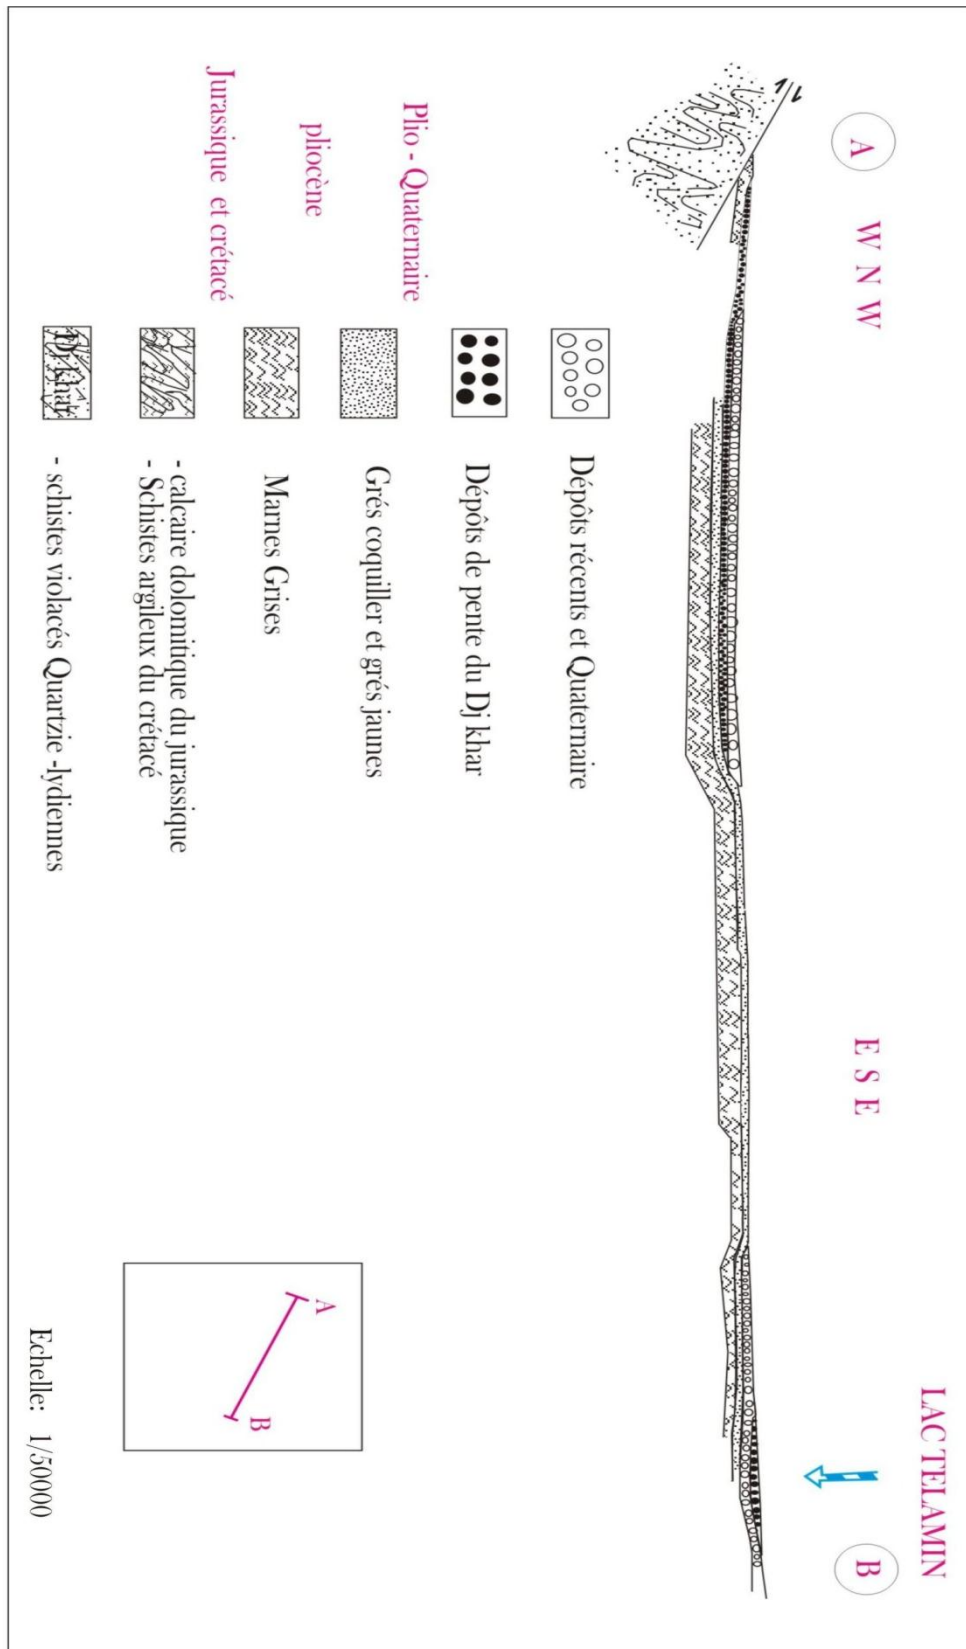 LAC TELAMIN
A
W N W
E S E
B
Dépôts récents et Quaternaire
Dépôts de pente du Dj khar
Plio - Quaternaire
Grés coquiller et grés jaunes
pliocène
Marnes Grises
Jurassique et crétacé
- calcaire dolomitique du jurassique
- Schistes argileux du crétacé
Dj khar
- schistes violacés Quartzie -lydiennes
A
B
Echelle: 1/50000